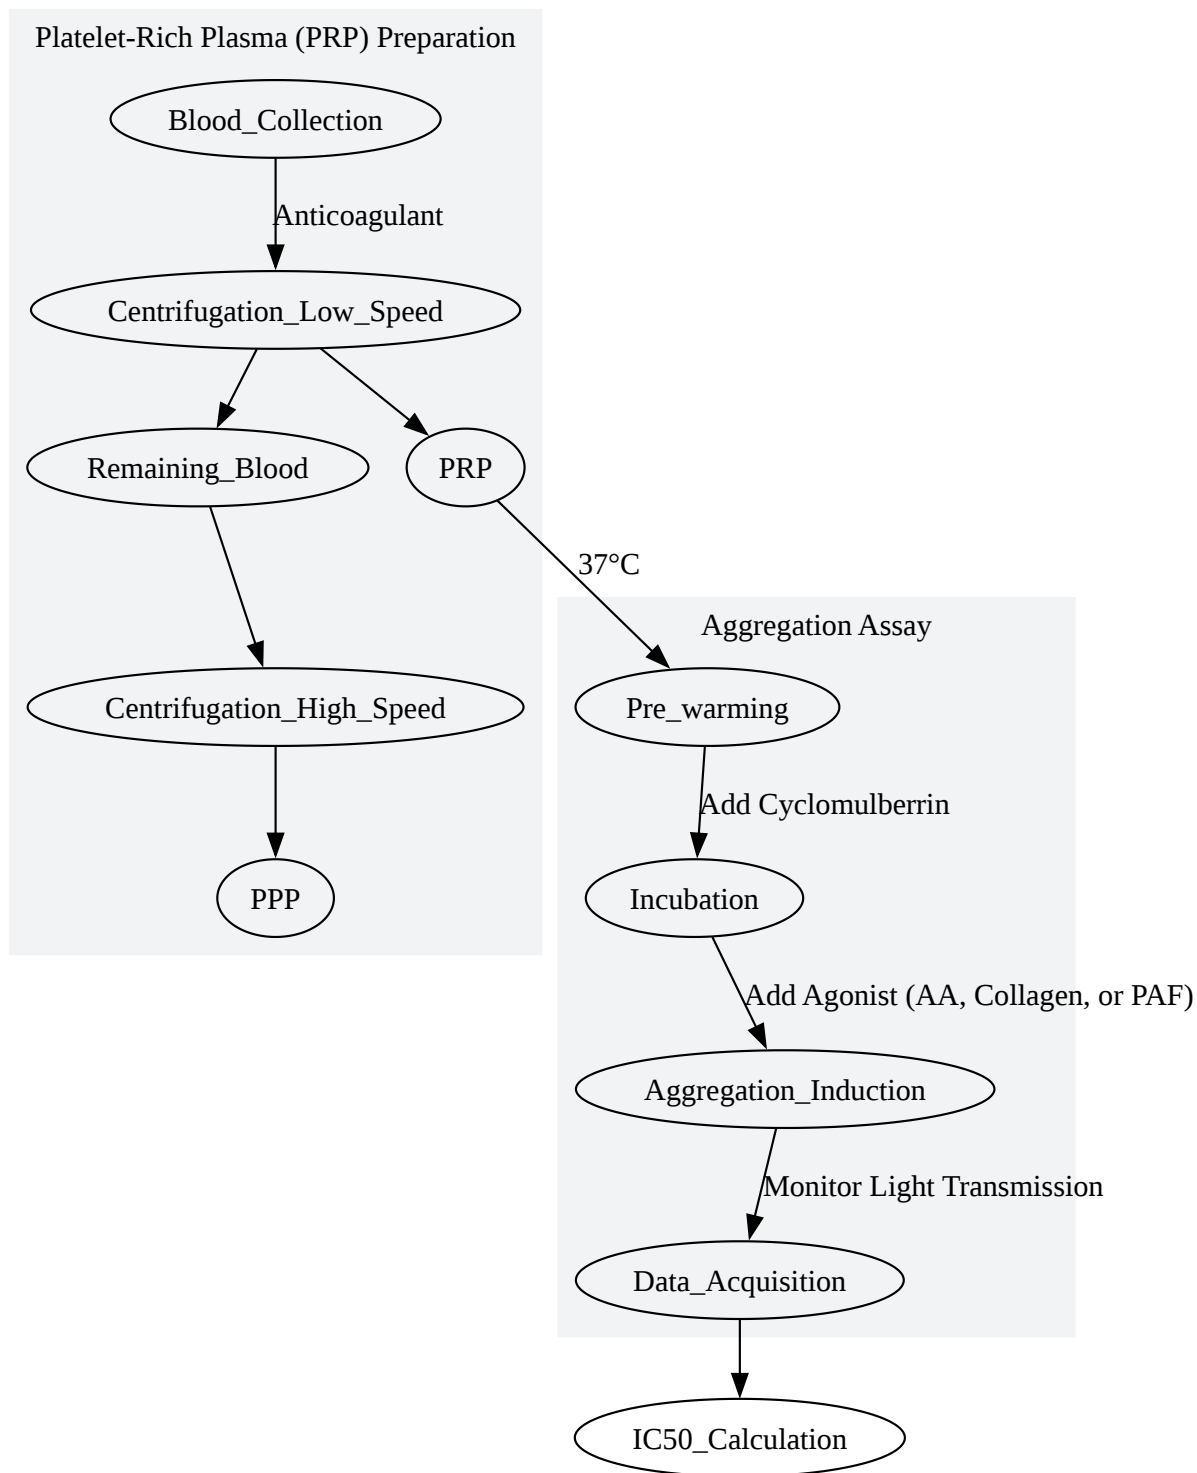 Platelet-Rich Plasma (PRP) Preparation
Blood_Collection
Anticoagulant
Centrifugation_Low_Speed
Remaining_Blood
PRP
37°C
Aggregation Assay
Centrifugation_High_Speed
Pre_warming
Add Cyclomulberrin
PPP
Incubation
Add Agonist (AA, Collagen, or PAF)
Aggregation_Induction
Monitor Light Transmission
Data_Acquisition
IC50_Calculation